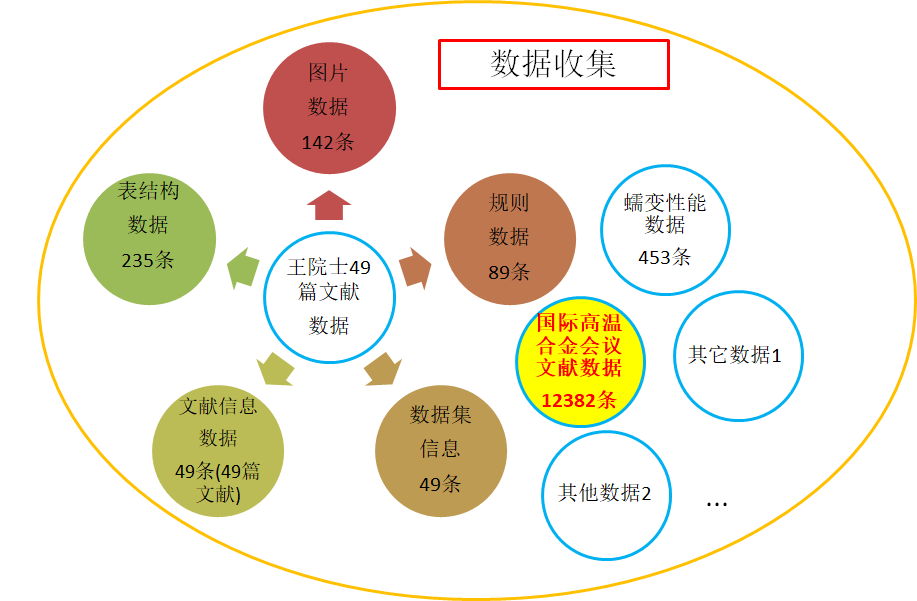 数据收集
图片
数据
142条
表结构
数据
235条
规则
数据
89条
蠕变性能
数据
453条
王院士49
篇文献
数据
国际高温
合金会议
文献数据
12382条
其它数据1
文献信息
数据
49条(49篇
文献)
数据集
信息
49条
其他数据2
...